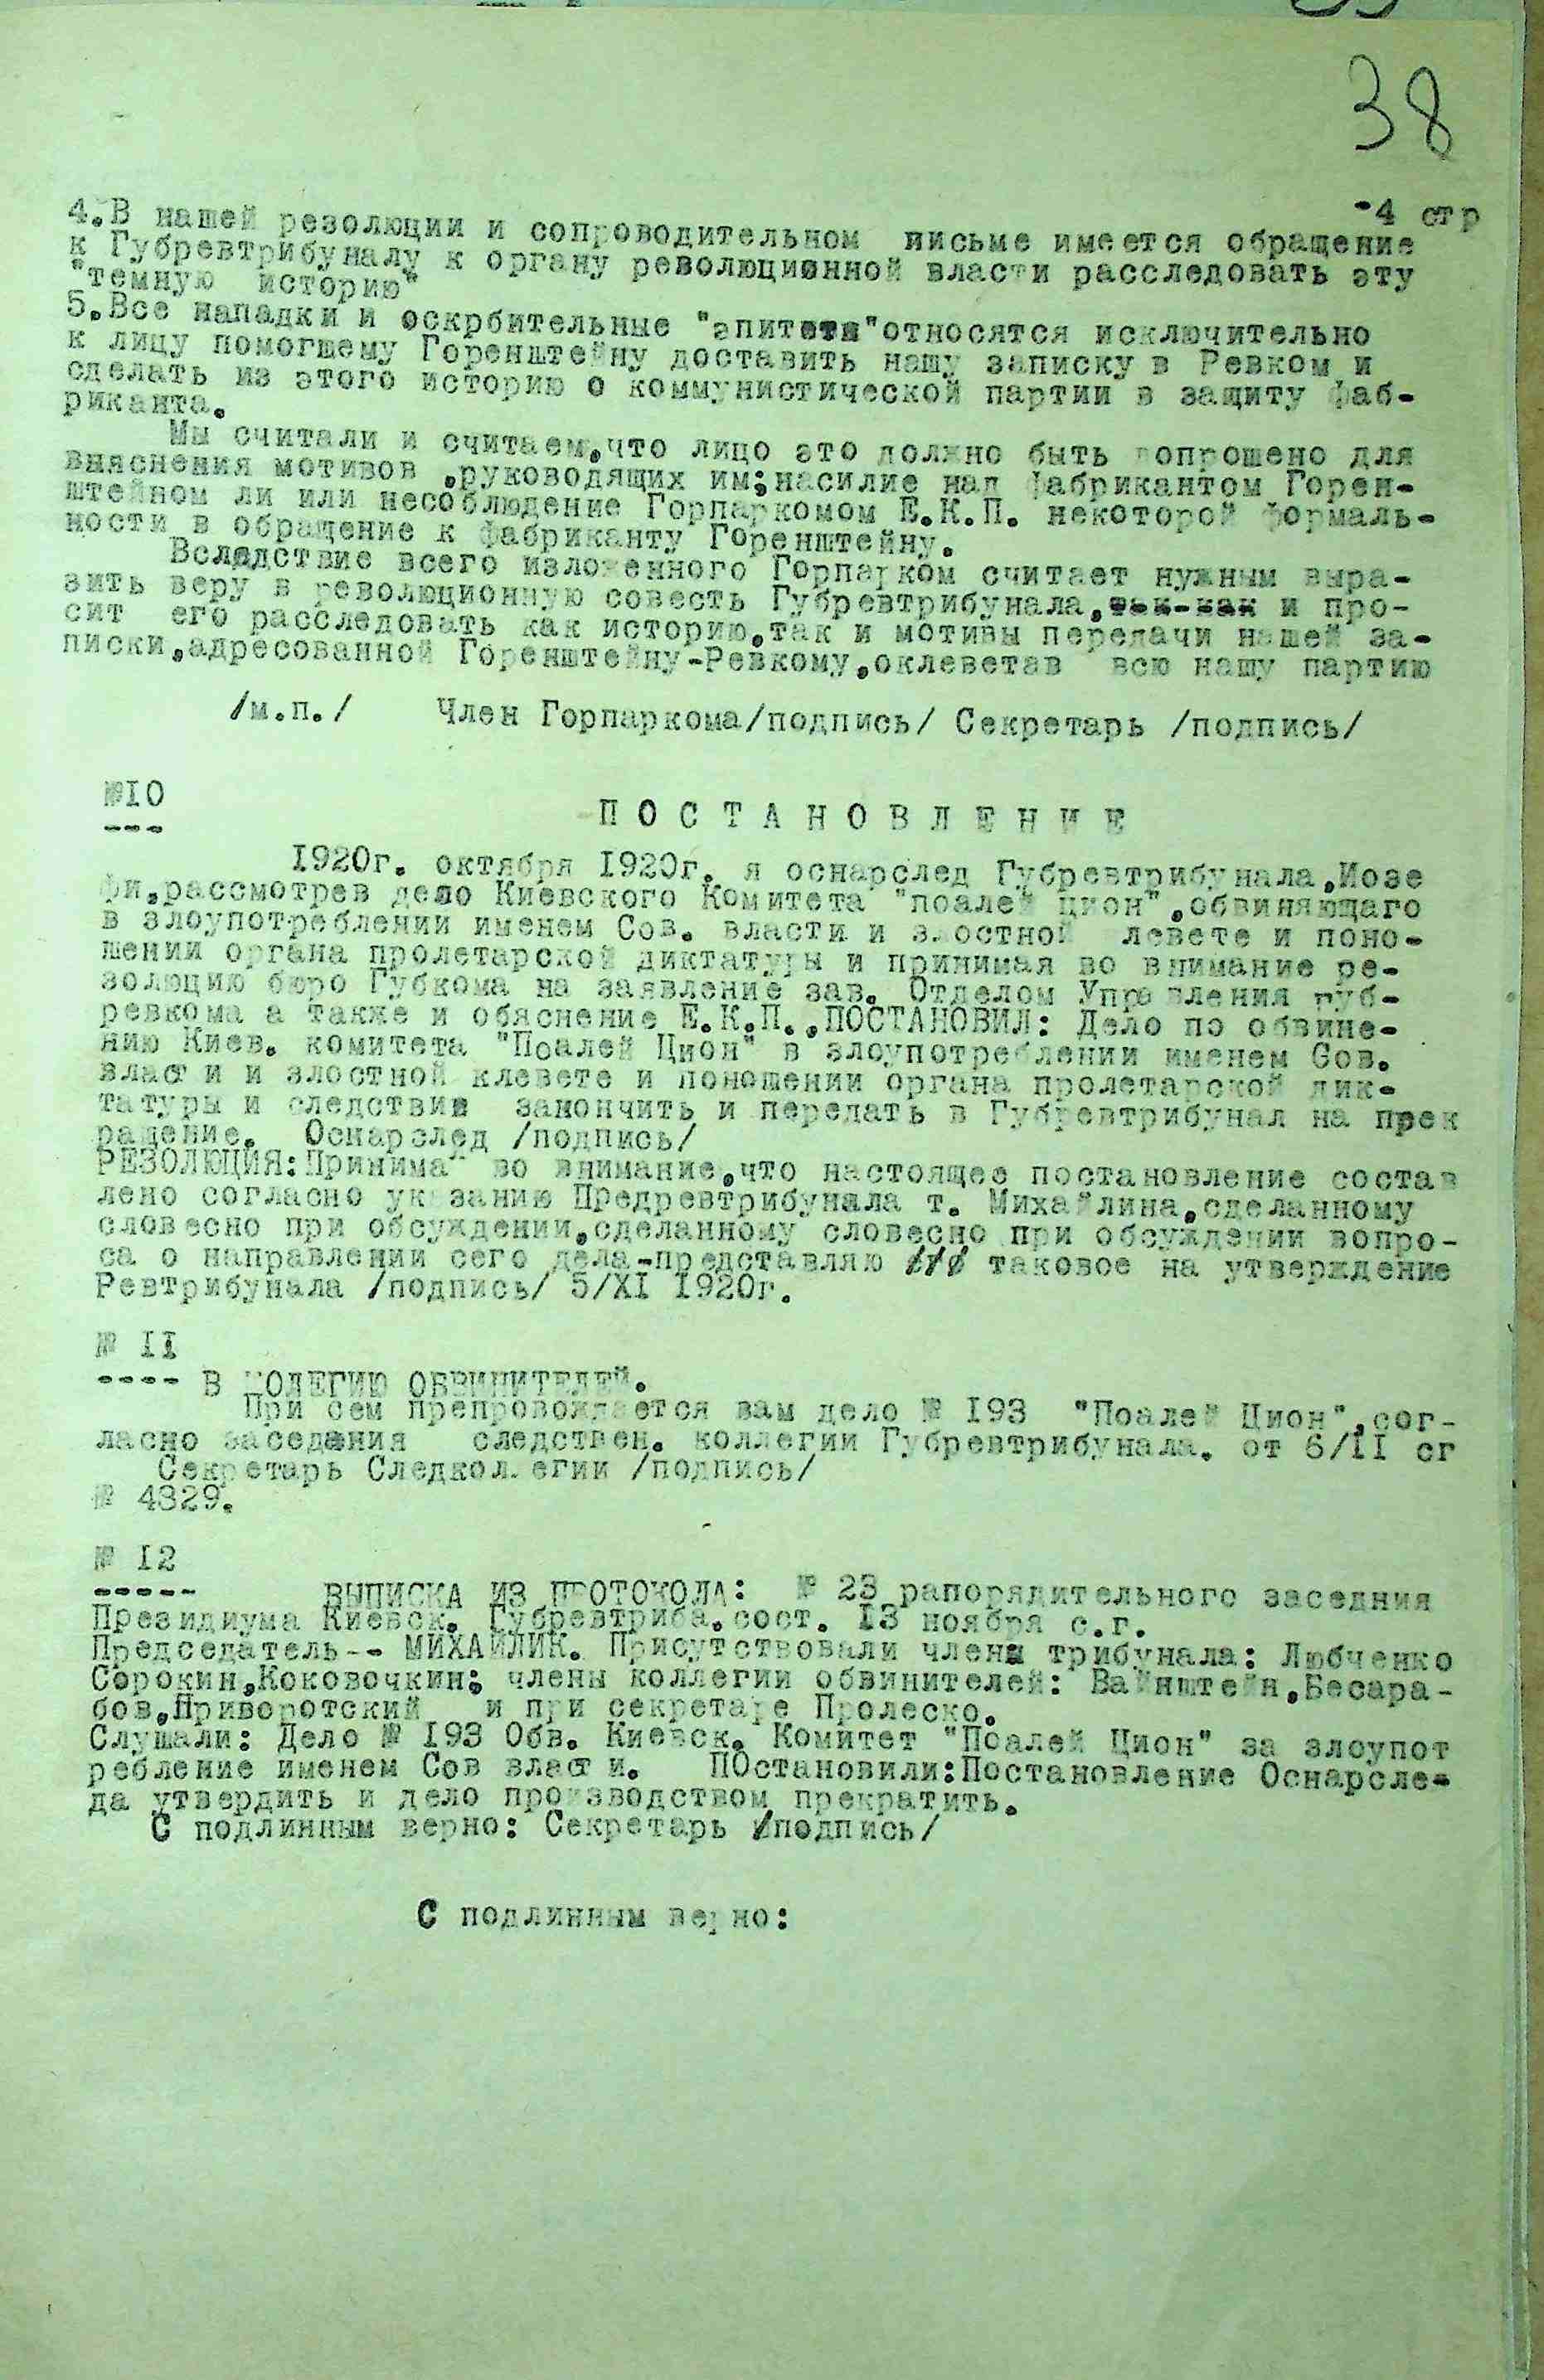 38
-4 стр
4.В нашей резолюции и сопроводительном письме имеется обращение
к Губревтрибуналу к органу революционной власти расследовать эту
"темную историю"
5.Все нападки и оскрбительные "эпитеты"относятся исключительно
к лицу помогшему Горенштейну доставить нашу записку в Ревком и
сделать из этого историю о коммунистической партии в защиту фаб-
риканта.
Мы считали и считаем,что лицо это должно быть допрошено для
выяснения мотивов ,руководящих им;насилие над фабрикантом Горен-
штейном ли или несоблюдение Горпаркомом Е.К.П. некоторой формаль-
ности в обращение к фабриканту Горенштейну.
Вследствие всего изложенного Горпарком считает нужным выра-
зить веру в революционную совесть Губревтрибунала,так-как и про-
сит его расследовать как историю,так и мотивы передачи нашей за-
писки,адресованной Горенштейну-Ревкому,оклеветав всю нашу партию
/м.п./ Член Горпаркома/подпись/ Секретарь /подпись/
№10
---
ПОСТАНОВЛЕНИЕ
1920г. октября 1920г. я оснарслед Губревтрибунала,Иозе
фи,рассмотрев дело Киевского Комитета "поалей цион",обвиняющаго
в злоупотреблении именем Сов. власти и злостной клевете и поно-
шении органа пролетарской диктатуры и принимая во внимание ре-
золюцию бюро Губкома на заявление зав. Отделом Управления губ-
ревкома а также и обяснение Е.К.П.,ПОСТАНОВИЛ: Дело по обвине-
нию Киев. комитета "Поалей Цион" в злоупотреблении именем Сов.
власт и и злостной клевете и поношении органа пролетарской дик-
татуры и следствие закончить и передать в Губревтрибунал на прек
ращение. Оснарслед /подпись/
РЕЗОЛЮЦИЯ:Принимая во внимание,что настоящее постановление состав
лено согласно указанию Предревтрибунала т. Михайлина,сделанному
словесно при обсуждении,сделанному словесно при обсуждении вопро-
са о направлении сего дела-представляю таковое на утверждение
Ревтрибунала /подпись/ 5/XI 1920г.
№ II
---- В КОЛЕГИЮ ОБВИНИТЕЛЕЙ.
При сем препровождается вам дело № 193 "Поалей Цион",сог-
ласно заседания следствен. коллегии Губревтрибунала. от 6/II сг
Секретарь Следколлегии /подпись/
№ 4329.
№ 12
-----
ВЫПИСКА ИЗ ПРОТОКОЛА: № 23 рапорядительного заседния
Президиума Киевск. Губревтриба.сост. 13 ноября с.г.
Председатель-- МИХАЙЛИК. Присутствовали члены трибунала: Любченко
Сорокин,Коковочкин; члены коллегии обвинителей: Вайнштейн,Бесара-
бов,Приворотский и при секретаре Пролеско.
Слушали: Дело № 193 Обв. Киевск. Комитет "Поалей Цион" за злоупот
ребление именем Сов власт и. ПОстановили:Постановление Оснарсле-
да утвердить и дело производством прекратить.
С подлинным верно: Секретарь /подпись/
С подлинным верно: